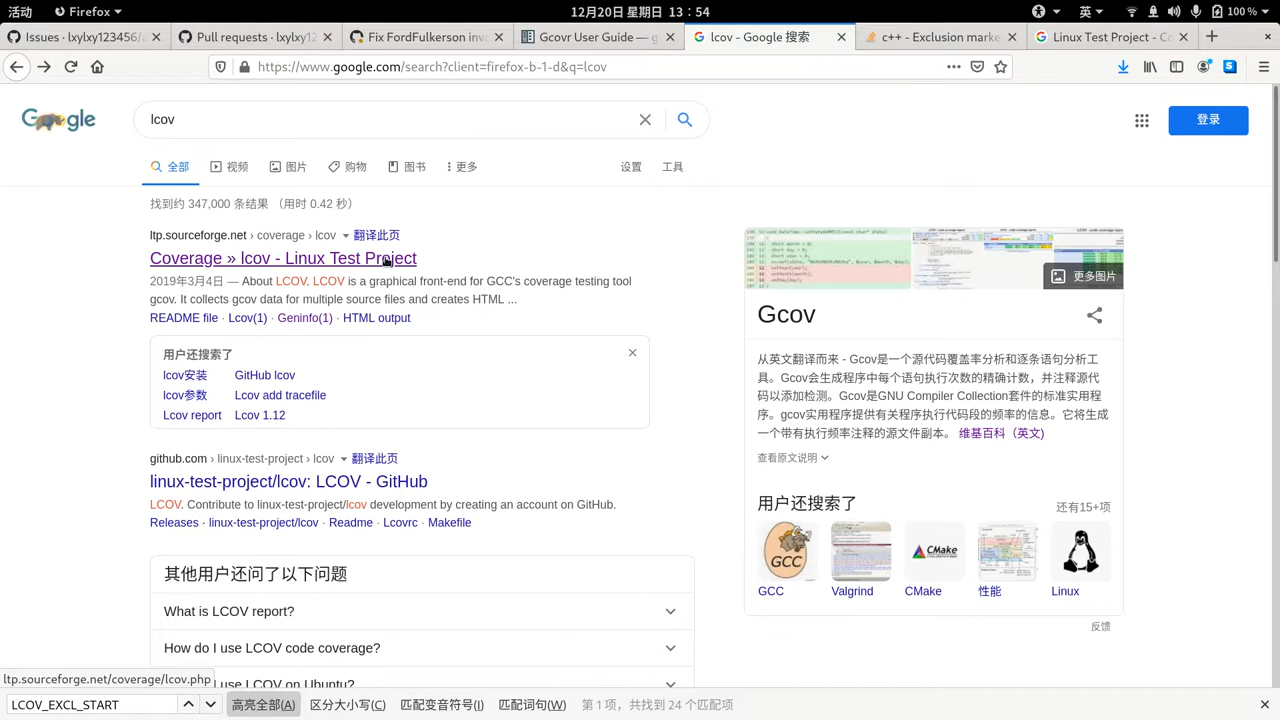 活动 Firefox 12月20日 星期日 13：54 英 100 %
Issues · lxylxy123456/ Pull requests · lxylx Fix FordFulkerson inv Gcovr User Guide — g lcov - Google 搜索 c++ - Exclusion marke Linux Test Project - Co
https://www.google.com/search?client=firefox-b-1-d&q=lcov
Google lcov 登录
全部 视频 图片 购物 图书 更多 设置 工具
找到约 347,000 条结果 （用时 0.42 秒）
ltp.sourceforge.net › coverage › lcov 翻译此页
Coverage » lcov - Linux Test Project
2019年3月4日 — About LCOV. LCOV is a graphical front-end for GCC's coverage testing tool
gcov. It collects gcov data for multiple source files and creates HTML ...
README file · Lcov(1) · Geninfo(1) · HTML output
用户还搜索了
lcov安装 GitHub lcov
lcov参数 Lcov add tracefile
Lcov report Lcov 1.12
github.com › linux-test-project › lcov 翻译此页
linux-test-project/lcov: LCOV - GitHub
LCOV. Contribute to linux-test-project/lcov development by creating an account on GitHub.
Releases · linux-test-project/lcov · Readme · Lcovrc · Makefile
其他用户还问了以下问题
What is LCOV report?
How do I use LCOV code coverage?
I use LCOV on Ubuntu?
更多图片
Gcov
从英文翻译而来 - Gcov是一个源代码覆盖率分析和逐条语句分析工
具。Gcov会生成程序中每个语句执行次数的精确计数，并注释源代
码以添加检测。Gcov是GNU Compiler Collection套件的标准实用程
序。gcov实用程序提供有关程序执行代码段的频率的信息。它将生成
一个带有执行频率注释的源文件副本。 维基百科（英文)
查看原文说明
用户还搜索了 还有15+项
GCC
CMake
GCC Valgrind CMake 性能 Linux
反馈
ltp.sourceforge.net/coverage/lcov.php
LCOV_EXCL_START 高亮全部(A) 区分大小写(C) 匹配变音符号(I) 匹配词句(W) 第 1 项，共找到 24 个匹配项